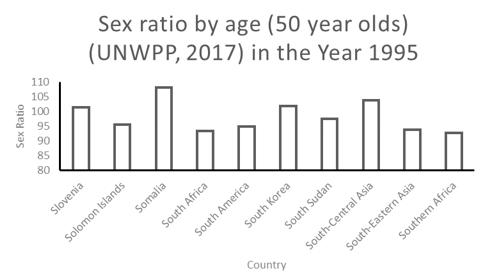 Sex ratio by age (50 year olds)
(UNWPP, 2017) in the Year 1995
110
105
100
95
90
85
80
Sex Ratio
Slovenia
Solomon Islands
Somalia
South Africa
South America
South Korea
South Sudan
South-Central Asia
South-Eastern Asia
Southern Africa
Country